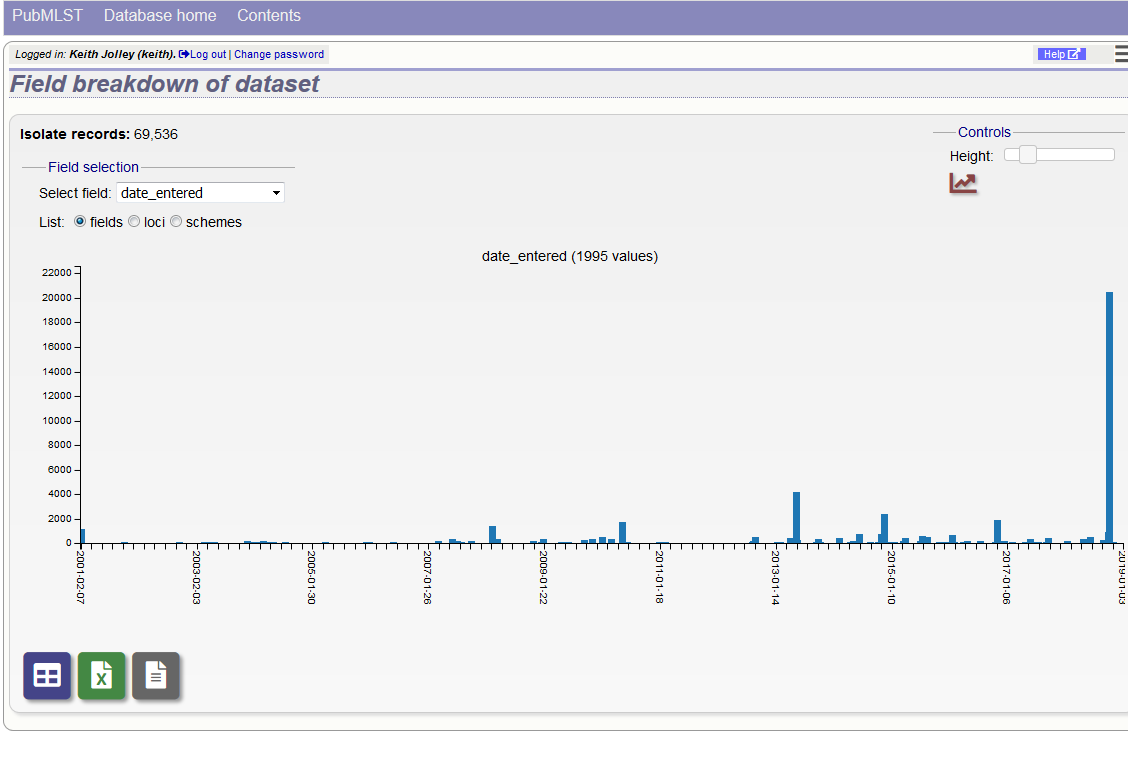 PubMLST Database home Contents
Logged in: Keith Jolley (keith). Log out | Change password
Help
Field breakdown of dataset
Isolate records: 69,536
Controls
Height:
Field selection
Select field: date_entered
List: fields loci schemes
date_entered (1995 values)
22000
20000
18000
16000
14000
12000
10000
8000
6000
4000
2000
0
2001-02-07
2003-02-03
2005-01-30
2007-01-26
2009-01-22
2011-01-18
2013-01-14
2015-01-10
2017-01-06
2019-01-03
X